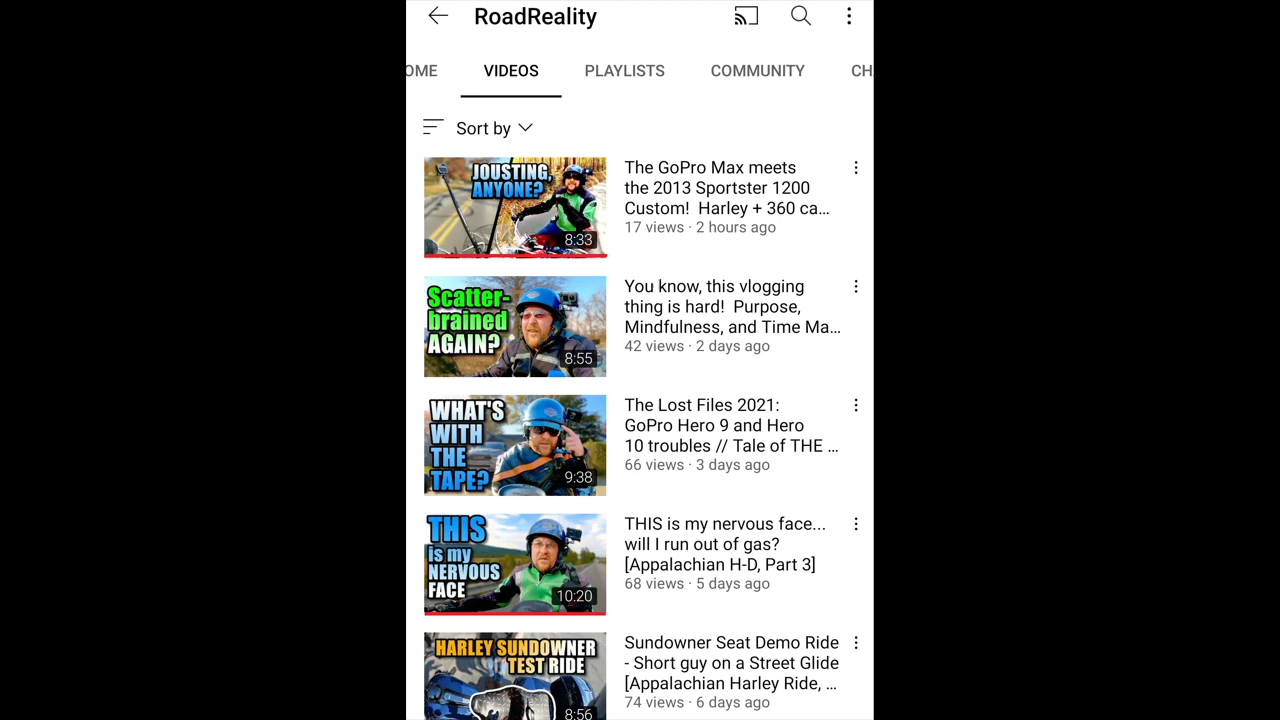 RoadReality
OME VIDEOS PLAYLISTS COMMUNITY CH
Sort by
JOUSTING,
ANYONE?
8:33
The GoPro Max meets
the 2013 Sportster 1200
Custom! Harley + 360 ca...
17 views · 2 hours ago
Scatter-
brained
AGAIN?
8:55
You know, this vlogging
thing is hard! Purpose,
Mindfulness, and Time Ma...
42 views · 2 days ago
WHAT'S
WITH
THE
TAPE?
9:38
The Lost Files 2021:
GoPro Hero 9 and Hero
10 troubles // Tale of THE ...
66 views · 3 days ago
THIS
is my
NERVOUS
FACE
10:20
THIS is my nervous face...
will I run out of gas?
[Appalachian H-D, Part 3]
68 views · 5 days ago
HARLEY SUNDOWNER
TEST RIDE
8:56
Sundowner Seat Demo Ride
- Short guy on a Street Glide
[Appalachian Harley Ride, ...
74 views · 6 days ago